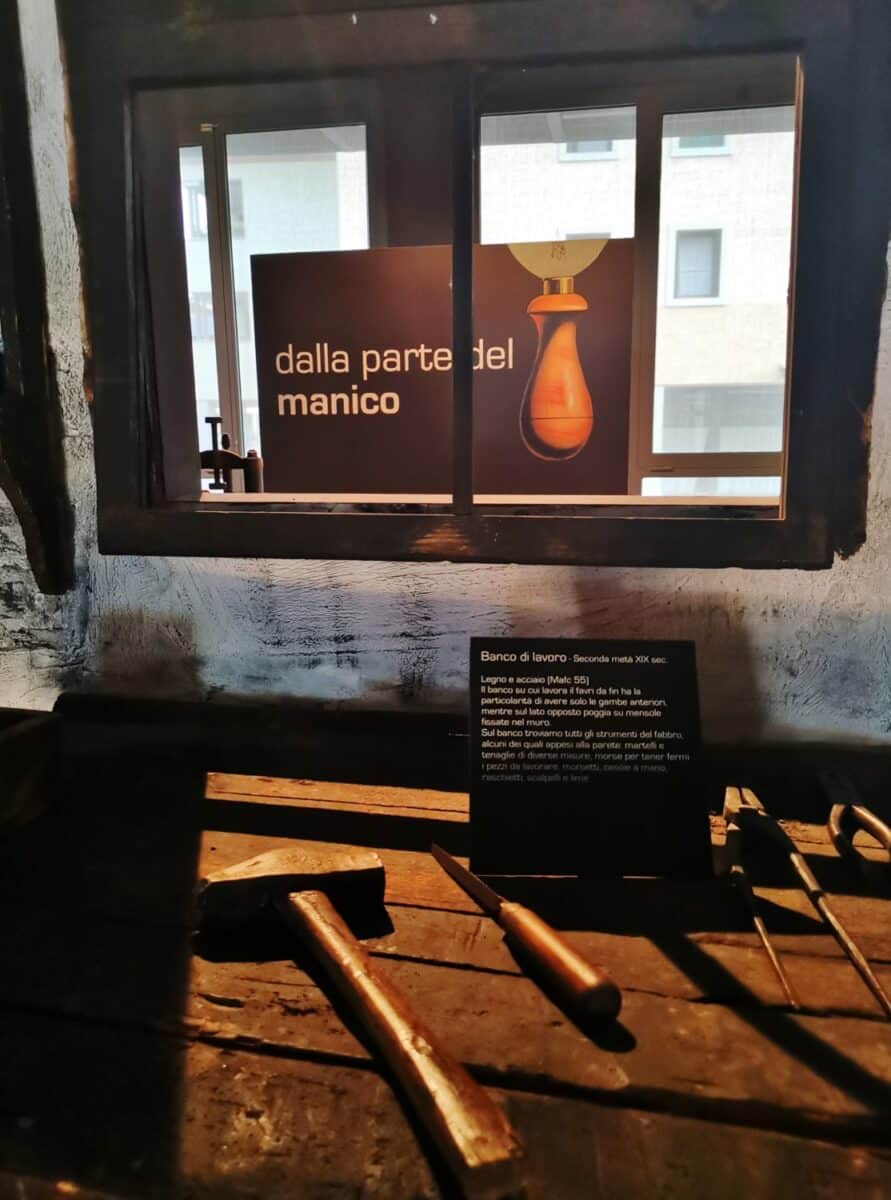 dalla parte del
manico
Banco di lavoro - Seconda metà XIX sec.
Legno e acciaio [Mafc 55]
Il banco su cui lavora il favri da fin ha la
particolarità di avere solo le gambe anteriori,
mentre sul lato opposto poggia su mensole
fissate nel muro.
Sul banco troviamo tutti gli strumenti del fabbro,
alcuni dei quali appesi alla parete: martelli e
tenaglie di diverse misure, morse per tener fermi
i pezzi da lavorare, morsetti, cesoie a mano,
raschietti, scalpelli e lime.